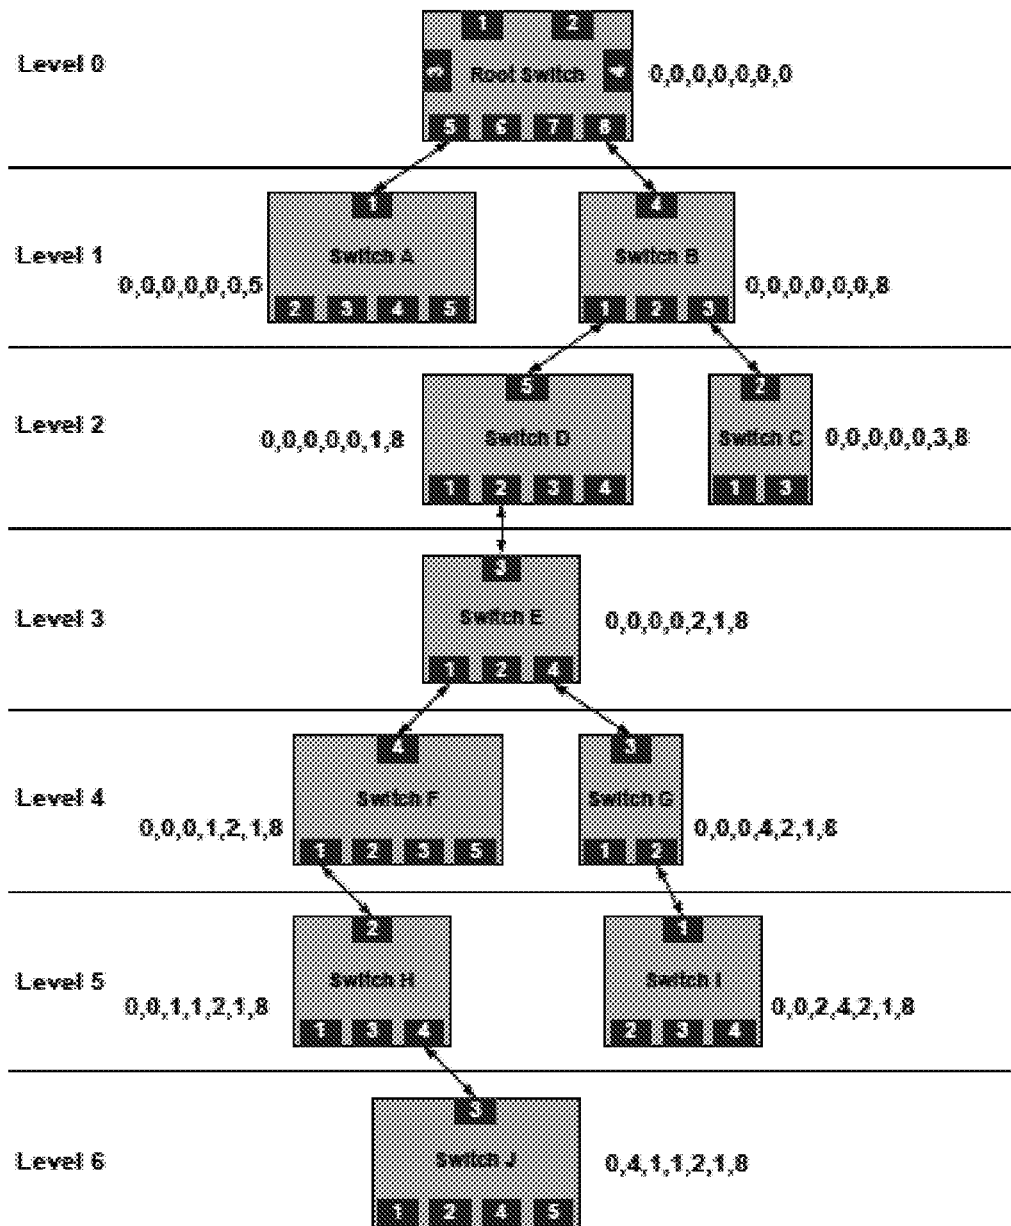 1 2
Level 0
3 Root Switch 4
0,0,0,0,0,0,0
5 6 7 8
1 4
Level 1
Switch A
Switch B
0,0,0,0,0,0,5
0,0,0,0,0,0,8
2 3 4 5
1 2 3
5 2
Level 2
0,0,0,0,0,1,8
Switch D
Switch C
0,0,0,0,0,3,8
1 2 3 4
1 3
3
Level 3
Switch E
0,0,0,0,2,1,8
1 2 4
4 3
Level 4
Switch F
Switch G
0,0,0,1,2,1,8
0,0,0,4,2,1,8
1 2 3 5
1 2
2 1
Level 5
Switch H
Switch I
0,0,1,1,2,1,8
0,0,2,4,2,1,8
1 3 4
2 3 4
3
Level 6
Switch J
0,4,1,1,2,1,8
1 2 4 5